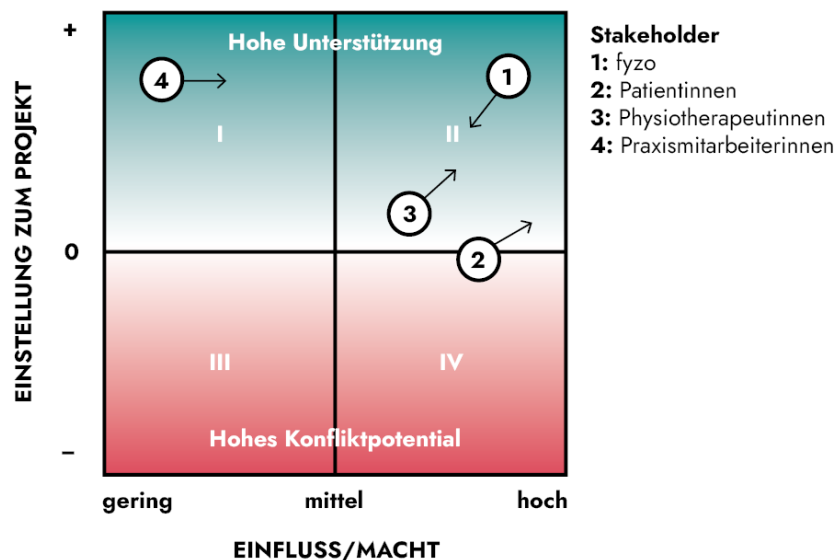 EINSTELLUNG ZUM PROJEKT
+
0
–
Hohe Unterstützung
4
1
I
II
3
2
III
IV
Hohes Konfliktpotential
gering
mittel
hoch
EINFLUSS/MACHT
Stakeholder
1: fyzo
2: Patientinnen
3: Physiotherapeutinnen
4: Praxismitarbeiterinnen